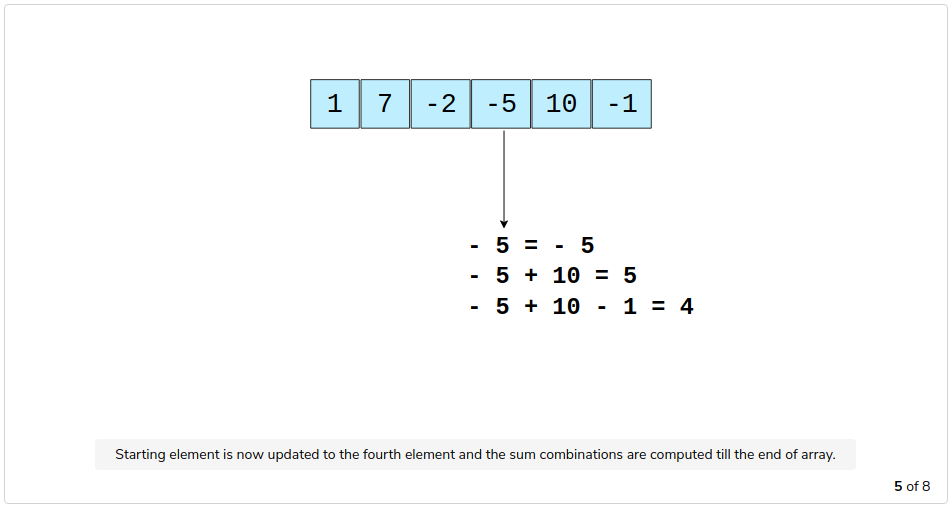 1 7 -2 -5 10 -1
- 5 = - 5
- 5 + 10 = 5
- 5 + 10 - 1 = 4
Starting element is now updated to the fourth element and the sum combinations are computed till the end of array.
5 of 8